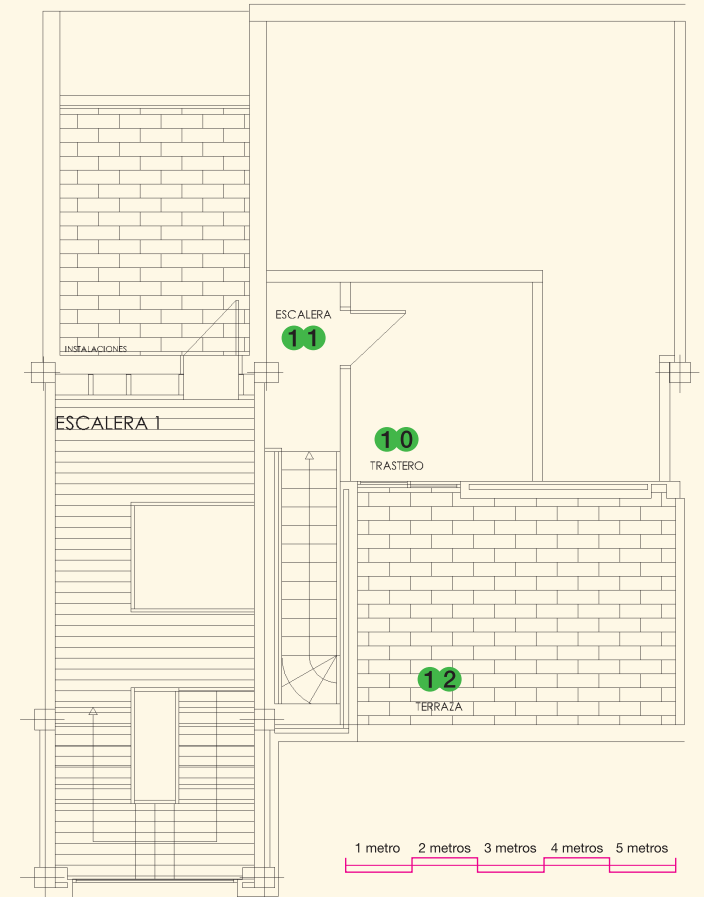 ESCALERA
11
INSTALACIONES
ESCALERA 1
10
TRASTERO
12
TERRAZA
1 metro 2 metros 3 metros 4 metros 5 metros